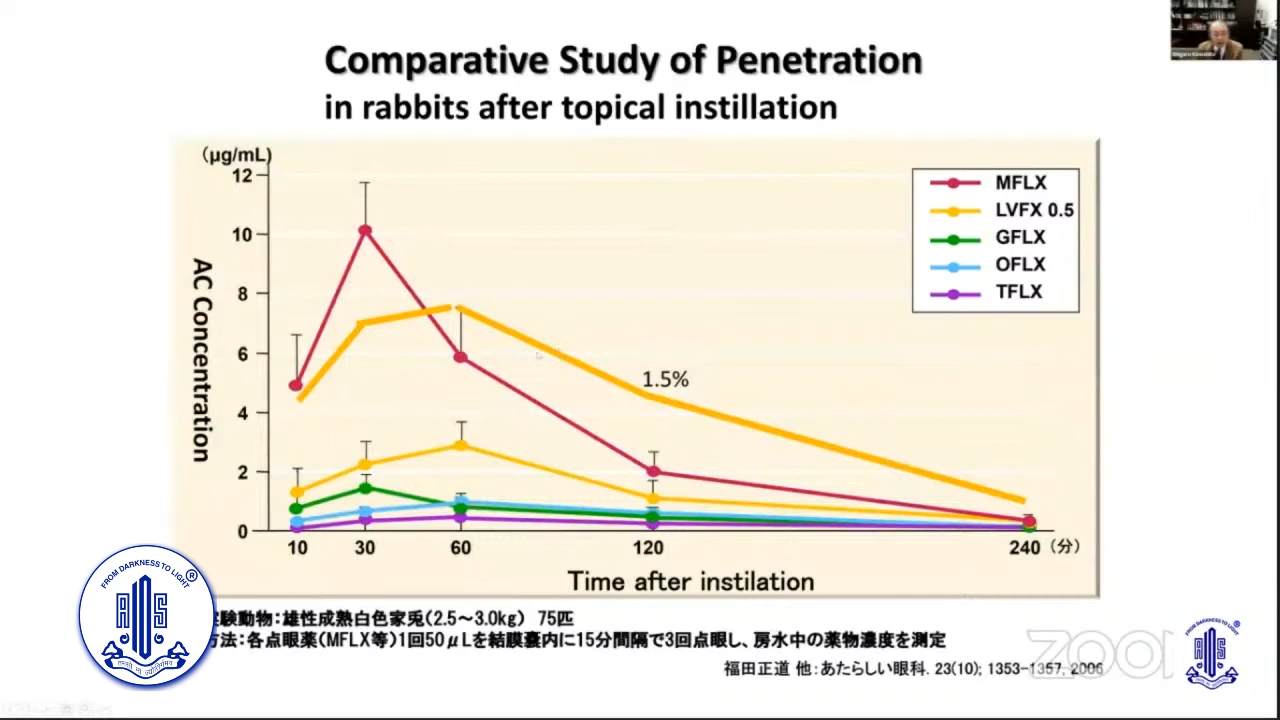 Comparative Study of Penetration
in rabbits after topical instillation
(μg/mL)
12
10
8
6
4
2
0
AC Concentration
MFLX
LVFX 0.5
GFLX
OFLX
TFLX
1.5%
10 30 60 120 240 (分)
Time after instilation
験動物：雄性成熟白色家兎(2.5～3.0kg) 75匹
方法：各点眼薬(MFLX等)1回50μLを結膜嚢内に15分間隔で3回点眼し、房水中の薬物濃度を測定
福田正道 他：あたらしい眼科. 23(10); 1353-1357, 2006
zoom
FROM DARKNESS TO LIGHT
AIIMS
FROM DARKNESS TO LIGHT